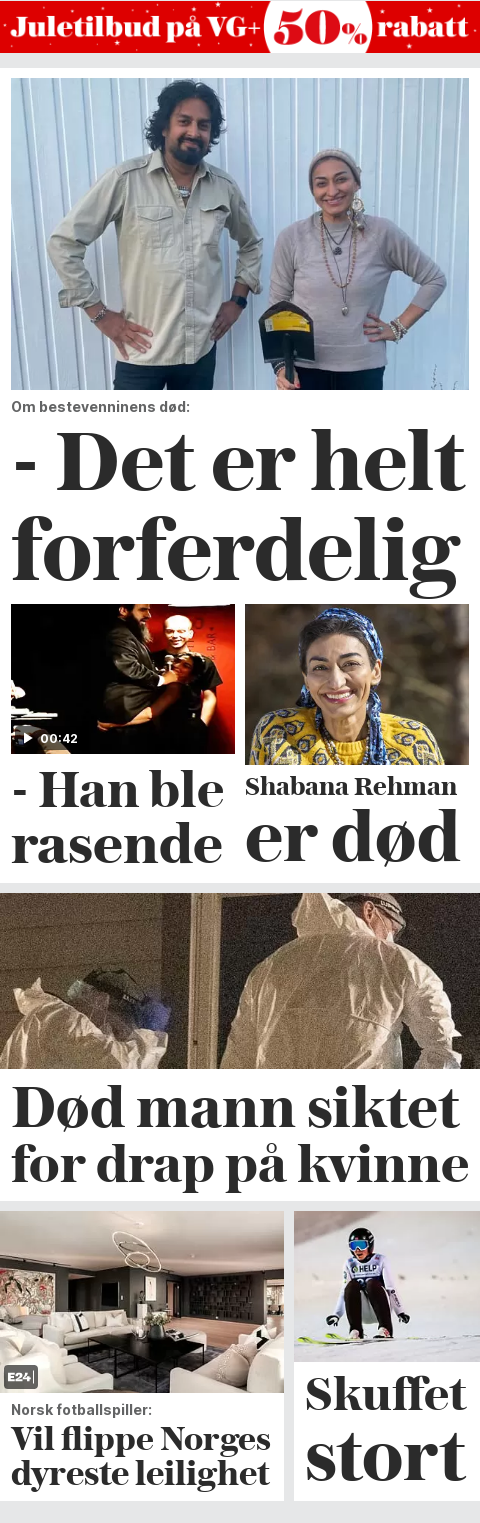 Juletilbud på VG+ 50% rabatt
Om bestevenninens død:
- Det er helt
forferdelig
00:42
- Han ble
rasende
Shabana Rehman
er død
Død mann siktet
for drap på kvinne
E24
Norsk fotballspiller:
Vil flippe Norges
dyreste leilighet
HELP
Skuffet
stort